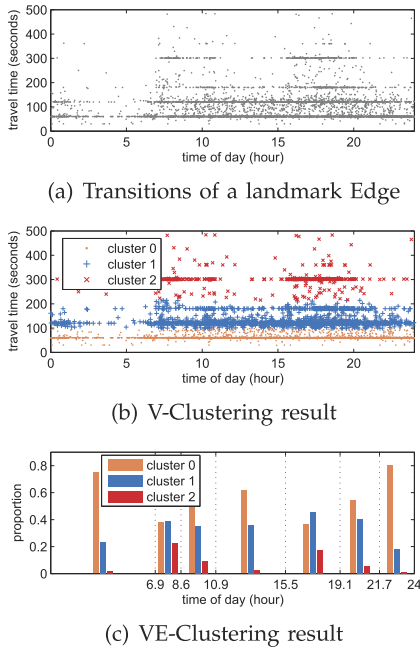 500
400
300
200
100
0
travel time (seconds)
0 5 10 15 20
time of day (hour)
(a) Transitions of a landmark Edge
500
400
300
200
100
0
travel time (seconds)
cluster 0
cluster 1
cluster 2
0 5 10 15 20
time of day (hour)
(b) V-Clustering result
0.8
0.6
0.4
0.2
0
proportion
cluster 0
cluster 1
cluster 2
6.9 8.6 10.9 15.5 19.1 21.7 24
time of day (hour)
(c) VE-Clustering result